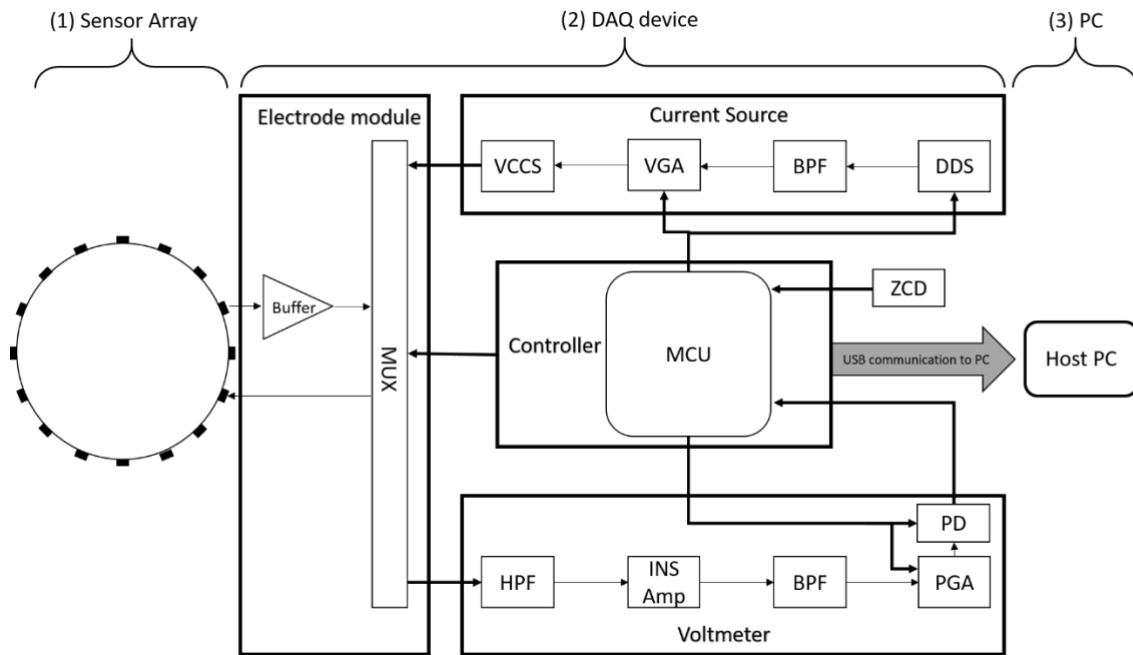 (1) Sensor Array
(2) DAQ device
(3) PC
Electrode module
Buffer
MUX
Current Source
VCCS
VGA
BPF
DDS
Controller
MCU
ZCD
USB communication to PC
Host PC
PD
HPF
INS
Amp
BPF
PGA
Voltmeter